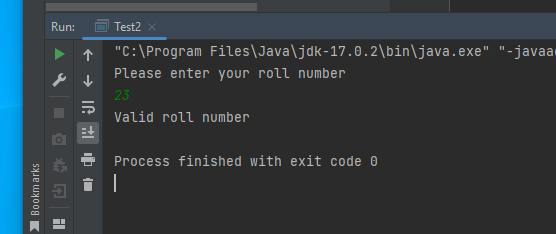 Run: Test2
"C:\Program Files\Java\jdk-17.0.2\bin\java.exe" "-javaa
Please enter your roll number
23
Valid roll number
Process finished with exit code 0
Bookmarks